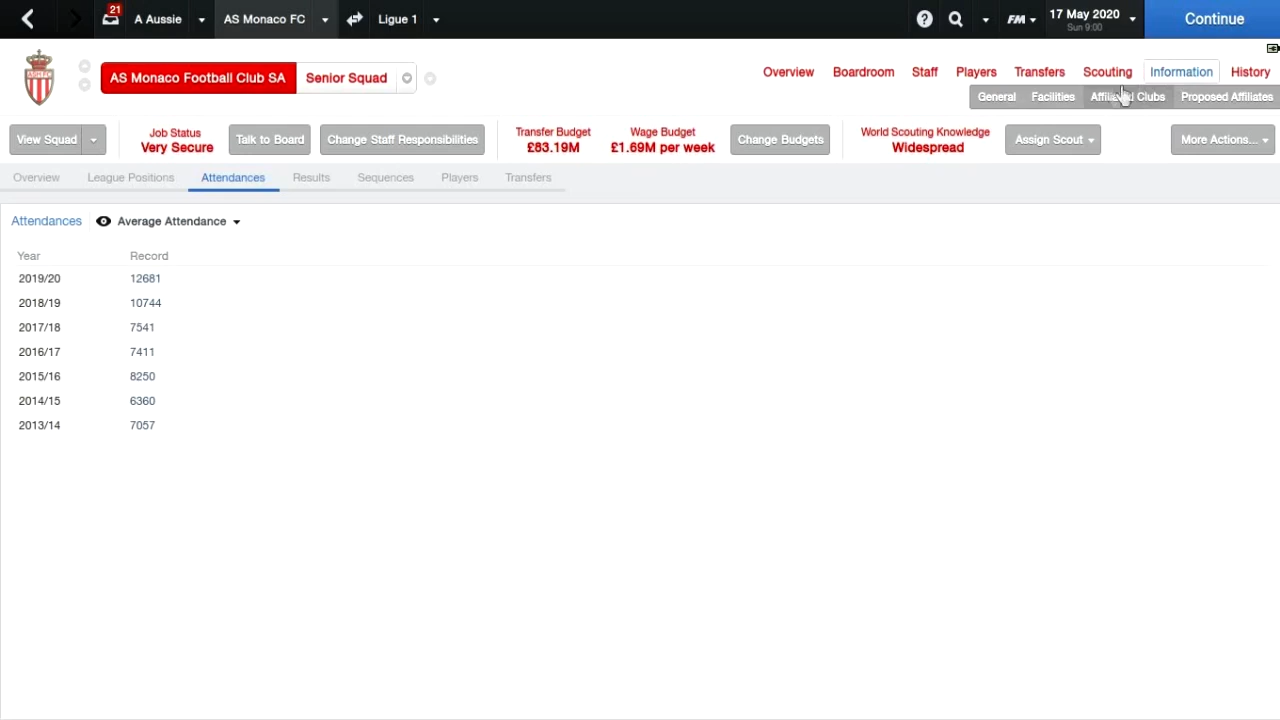 21
A Aussie
AS Monaco FC
Ligue 1
FM
17 May 2020
Sun 9:00
Continue
AS Monaco Football Club SA
Senior Squad
Overview
Boardroom
Staff
Players
Transfers
Scouting
Information
History
General
Facilities
Affiliated Clubs
Proposed Affiliates
View Squad
Job Status
Very Secure
Talk to Board
Change Staff Responsibilities
Transfer Budget
£83.19M
Wage Budget
£1.69M per week
Change Budgets
World Scouting Knowledge
Widespread
Assign Scout
More Actions...
Overview
League Positions
Attendances
Results
Sequences
Players
Transfers
Attendances
Average Attendance
Year Record
2019/20 12681
2018/19 10744
2017/18 7541
2016/17 7411
2015/16 8250
2014/15 6360
2013/14 7057